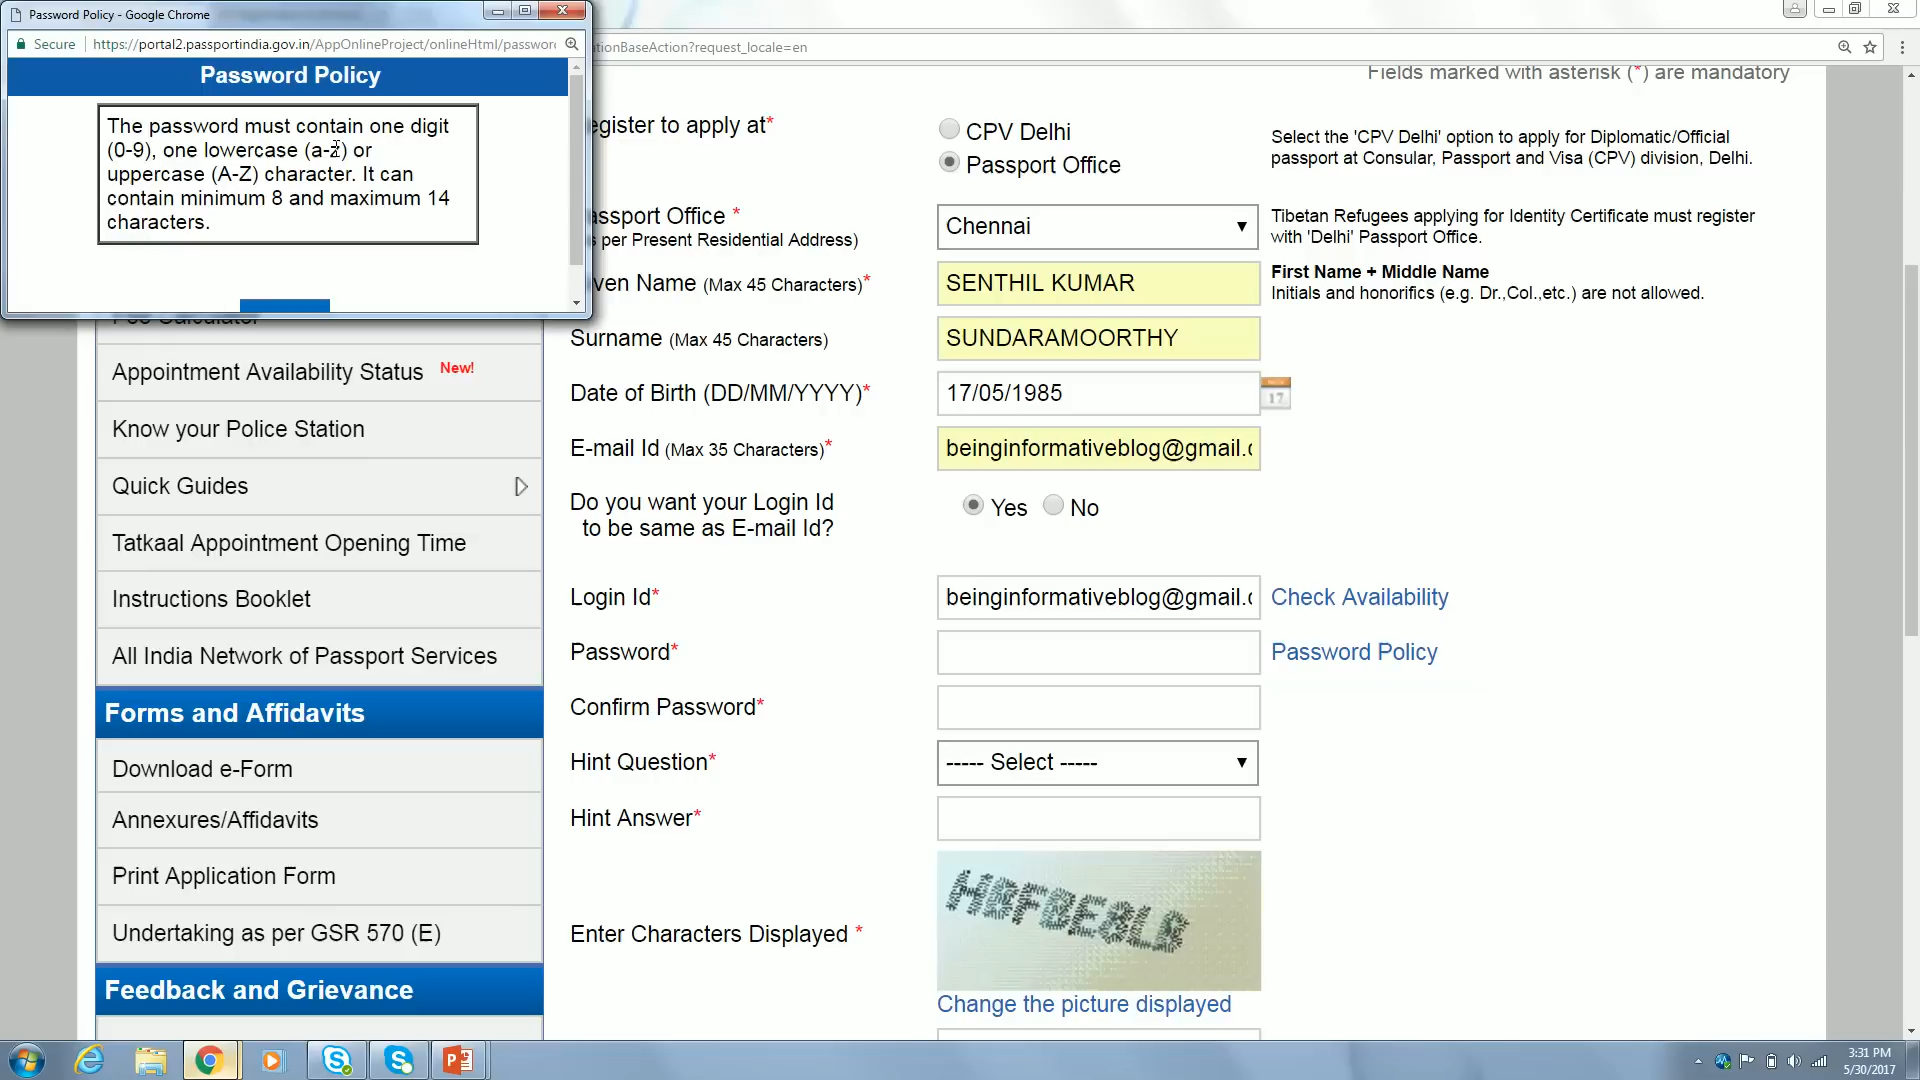 Password Policy - Google Chrome
Secure
https://portal2.passportindia.gov.in/AppOnlineProject/onlineHtml/passwor
ationBaseAction?request_locale=en
Password Policy
The password must contain one digit
(0-9), one lowercase (a-z) or
uppercase (A-Z) character. It can
contain minimum 8 and maximum 14
characters.
Fields marked with asterisk (*) are mandatory
egister to apply at*
CPV Delhi
Passport Office
Select the 'CPV Delhi' option to apply for Diplomatic/Official
passport at Consular, Passport and Visa (CPV) division, Delhi.
assport Office *
s per Present Residential Address)
Chennai
Tibetan Refugees applying for Identity Certificate must register
with 'Delhi' Passport Office.
ven Name (Max 45 Characters)*
SENTHIL KUMAR
First Name + Middle Name
Initials and honorifics (e.g. Dr.,Col.,etc.) are not allowed.
Surname (Max 45 Characters)
SUNDARAMOORTHY
Date of Birth (DD/MM/YYYY)*
17/05/1985
17
E-mail Id (Max 35 Characters)*
beinginformativeblog@gmail.c
Do you want your Login Id
to be same as E-mail Id?
Yes
No
Login Id*
beinginformativeblog@gmail.c
Check Availability
Password*
Password Policy
Confirm Password*
Hint Question*
----- Select -----
Hint Answer*
Enter Characters Displayed *
Change the picture displayed
Appointment Availability Status New!
Know your Police Station
Quick Guides
Tatkaal Appointment Opening Time
Instructions Booklet
All India Network of Passport Services
Forms and Affidavits
Download e-Form
Annexures/Affidavits
Print Application Form
Undertaking as per GSR 570 (E)
Feedback and Grievance
3:31 PM
5/30/2017